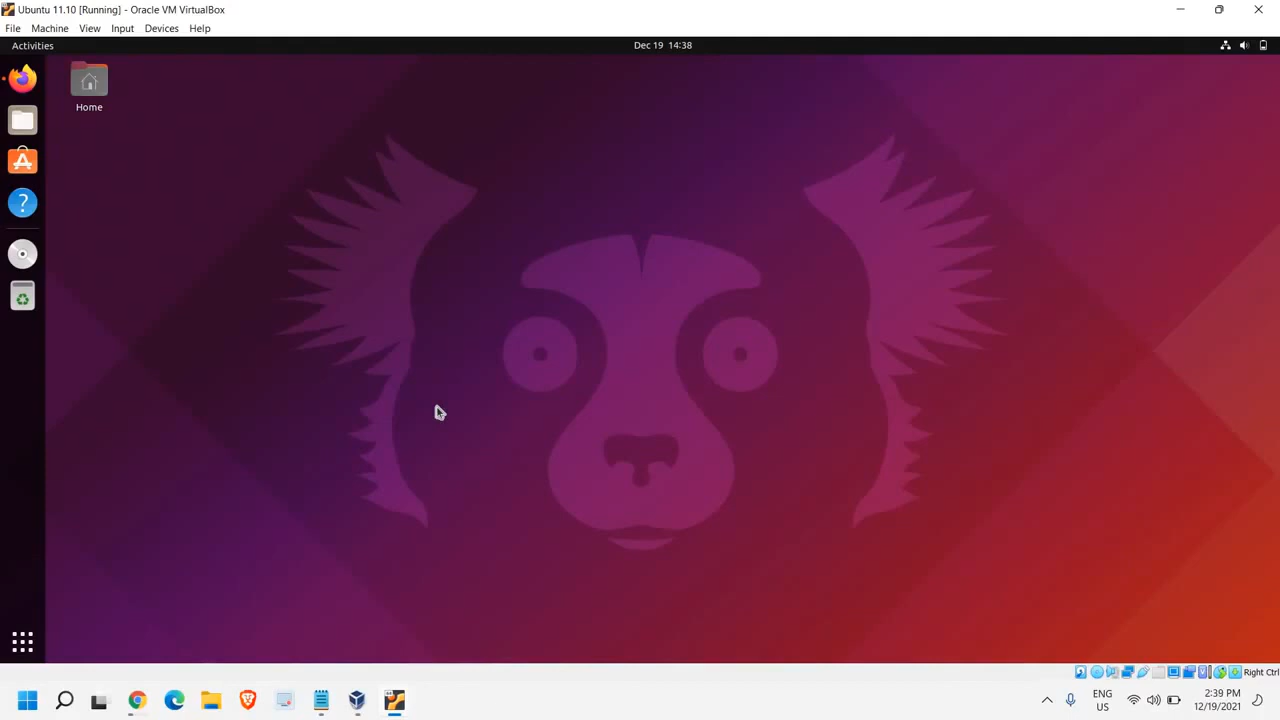 Ubuntu 11.10 [Running] - Oracle VM VirtualBox
File Machine View Input Devices Help
Activities
Dec 19 14:38
Home
Right Ctrl
ENG
US
2:39 PM
12/19/2021